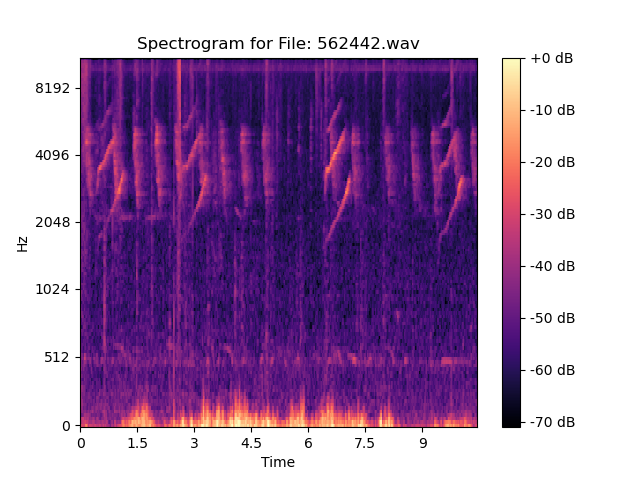 Spectrogram for File: 562442.wav
Hz
8192
4096
2048
1024
512
0
0 1.5 3 4.5 6 7.5 9
Time
+0 dB
-10 dB
-20 dB
-30 dB
-40 dB
-50 dB
-60 dB
-70 dB